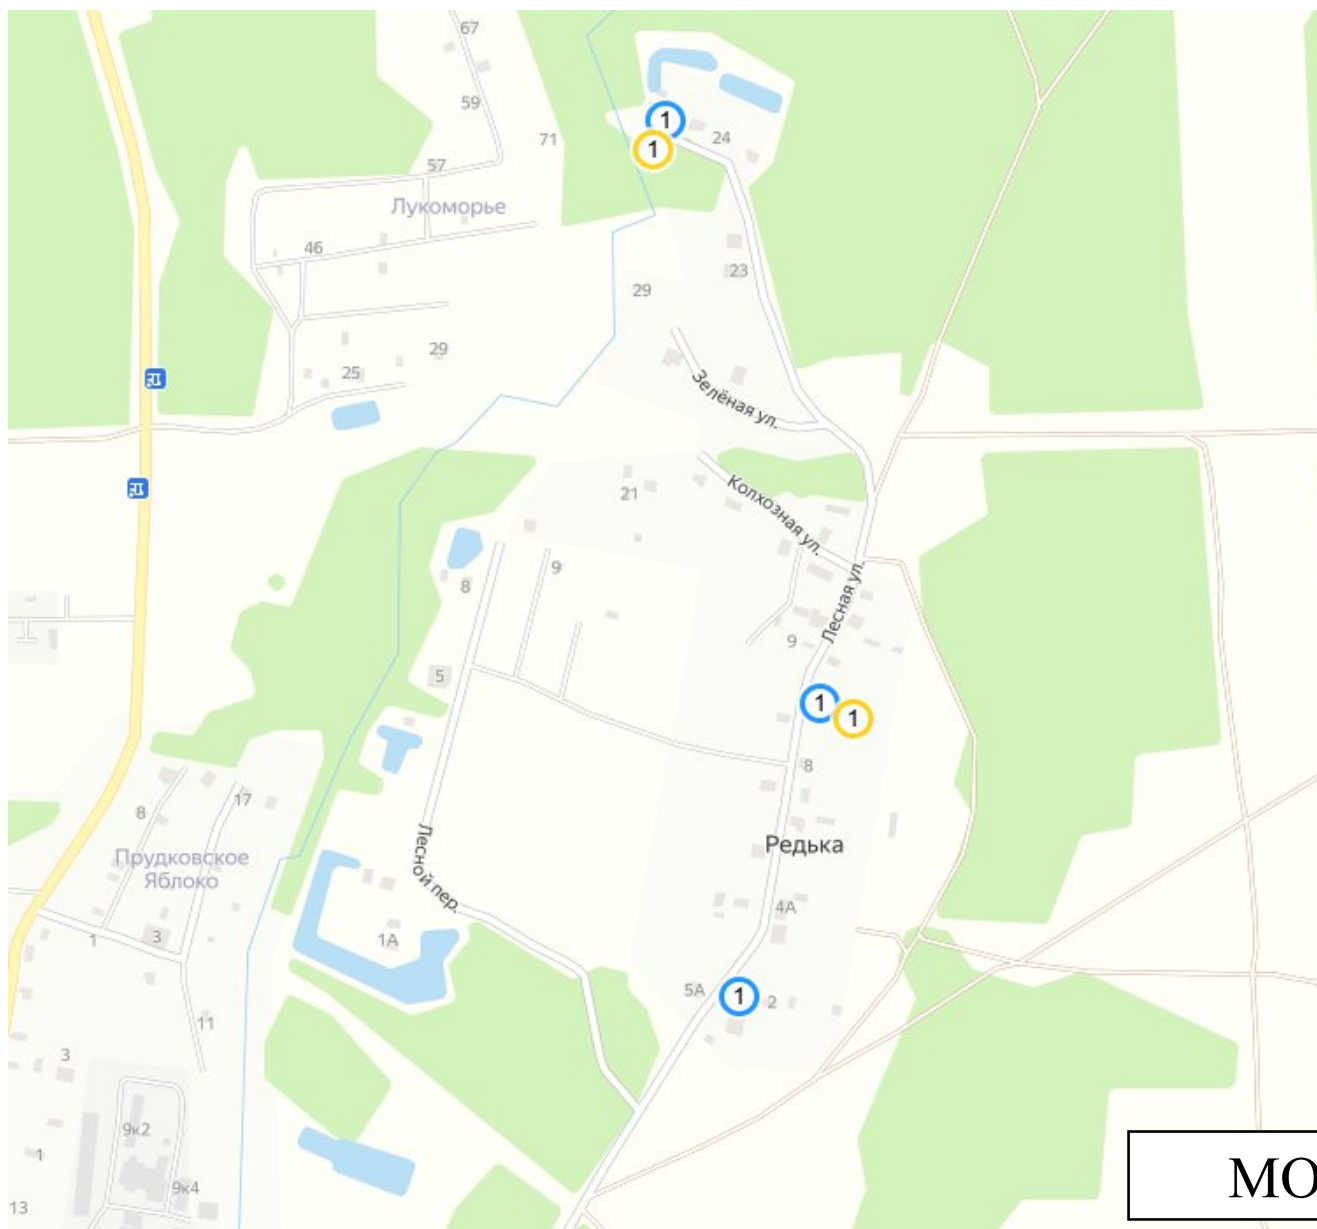 67
59
71
24
57
Лукоморье
46
23
29
29
25
Зелёная ул.
Колхозная ул.
21
9
8
Лесная ул.
9
5
1
1
1
1
8
8
17
Редька
Прудковское
Яблоко
Лесной пер.
4А
1А
1
3
5А
1
2
11
3
9к2
1
9к4
13
МО